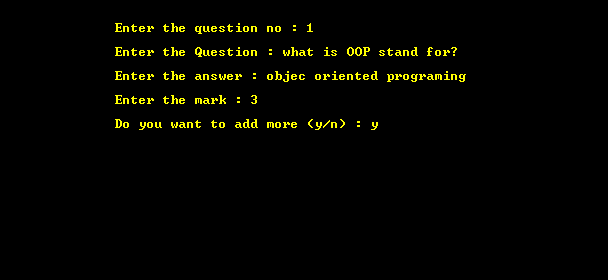 Enter the question no : 1
Enter the Question : what is OOP stand for?
Enter the answer : objec oriented programing
Enter the mark : 3
Do you want to add more (y/n) : y